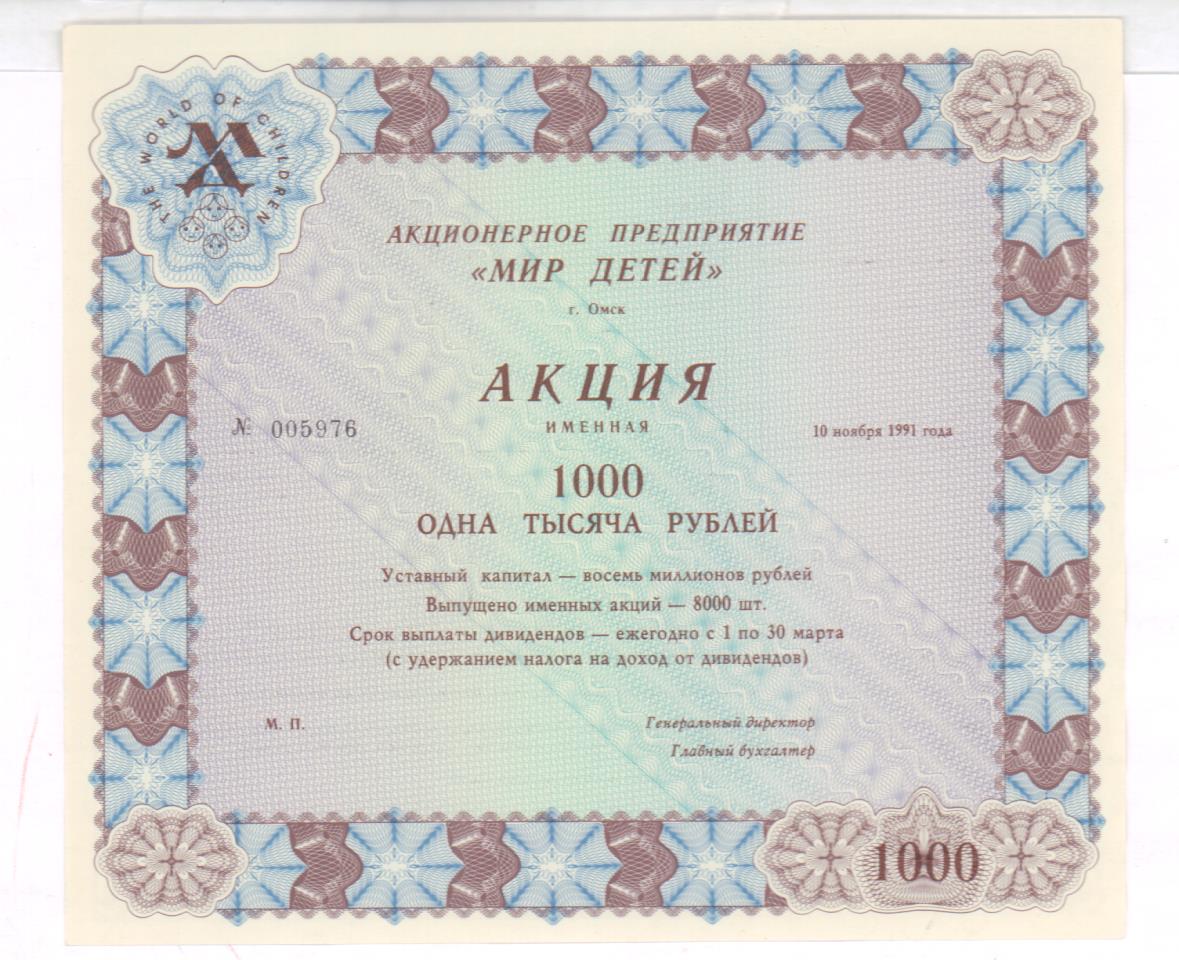 THE WORLD OF CHILDREN
МД
АКЦИОНЕРНОЕ ПРЕДПРИЯТИЕ
«МИР ДЕТЕЙ»
г. Омск
АКЦИЯ
№ 005976
ИМЕННАЯ
10 ноября 1991 года
1000
ОДНА ТЫСЯЧА РУБЛЕЙ
Уставный капитал — восемь миллионов рублей
Выпущено именных акций — 8000 шт.
Срок выплаты дивидендов — ежегодно с 1 по 30 марта
(с удержанием налога на доход от дивидендов)
М. П.
Генеральный директор
Главный бухгалтер
1000